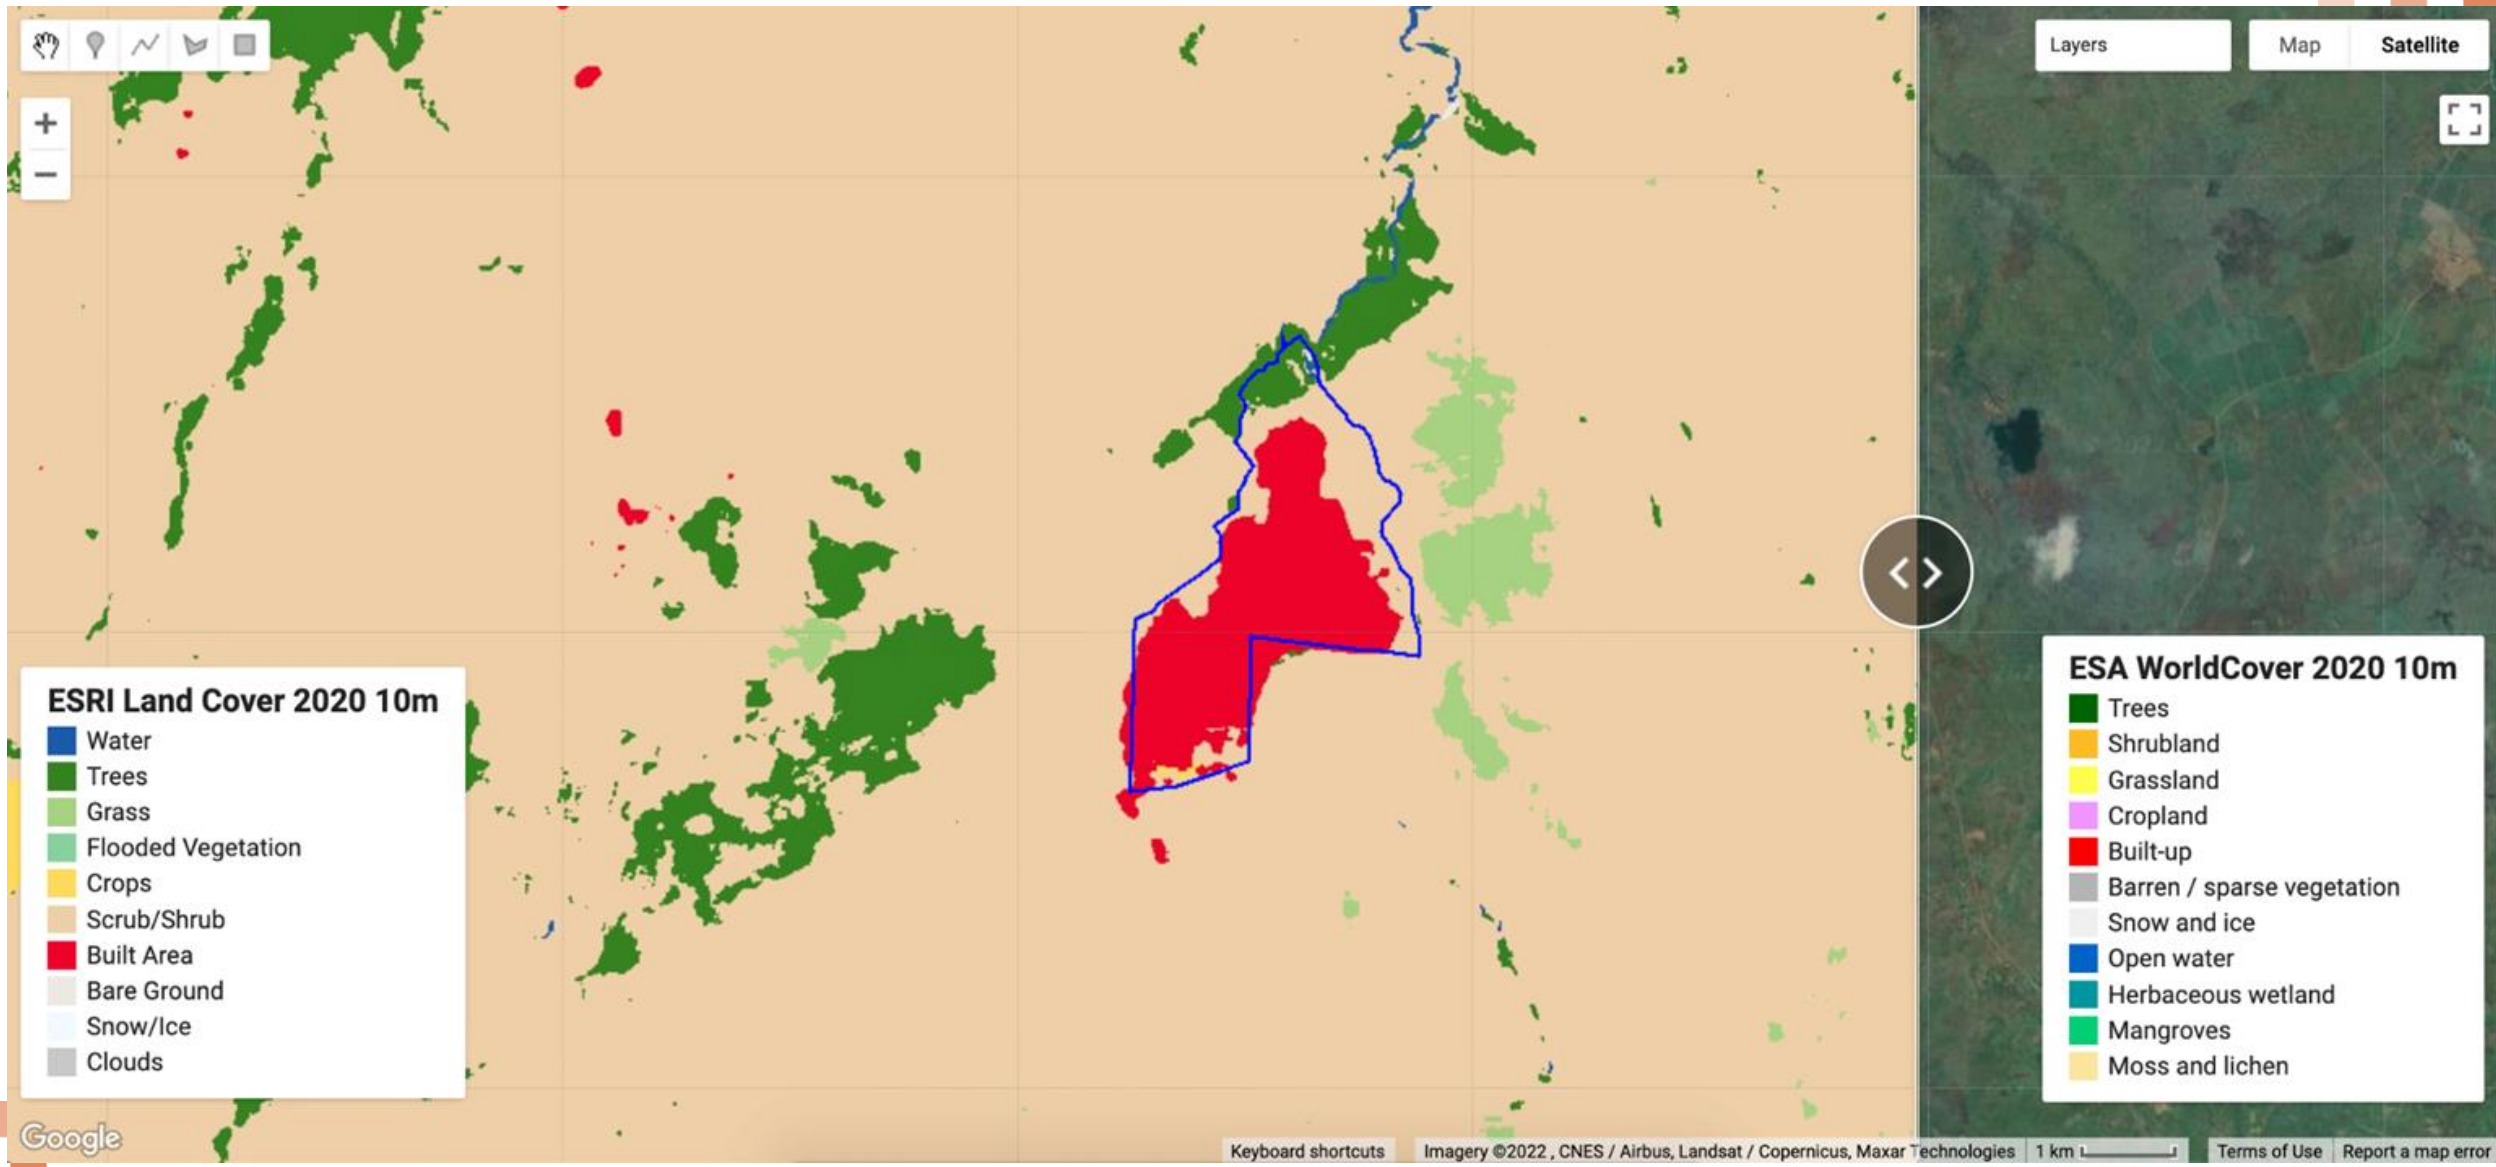 Layers
Map
Satellite
+
−
ESRI Land Cover 2020 10m
Water
Trees
Grass
Flooded Vegetation
Crops
Scrub/Shrub
Built Area
Bare Ground
Snow/Ice
Clouds
ESA WorldCover 2020 10m
Trees
Shrubland
Grassland
Cropland
Built-up
Barren / sparse vegetation
Snow and ice
Open water
Herbaceous wetland
Mangroves
Moss and lichen
Google
Keyboard shortcuts
Imagery ©2022 , CNES / Airbus, Landsat / Copernicus, Maxar Technologies
1 km
Terms of Use
Report a map error